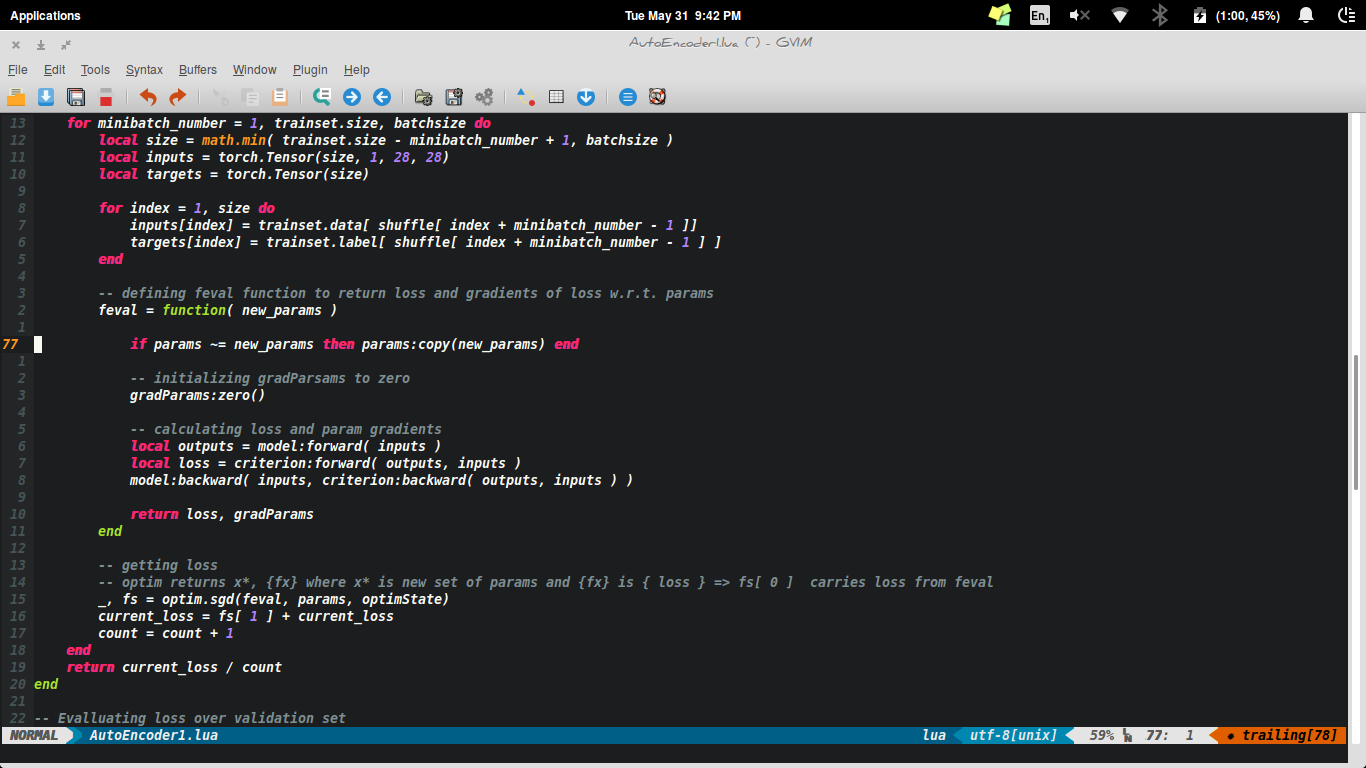 Applications
Tue May 31 9:42 PM
En1
(1:00, 45%)
AutoEncoder1.lua (~) - GVIM
File Edit Tools Syntax Buffers Window Plugin Help
13 for minibatch_number = 1, trainset.size, batchsize do
12 local size = math.min( trainset.size - minibatch_number + 1, batchsize )
11 local inputs = torch.Tensor(size, 1, 28, 28)
10 local targets = torch.Tensor(size)
9
8 for index = 1, size do
7 inputs[index] = trainset.data[ shuffle[ index + minibatch_number - 1 ]]
6 targets[index] = trainset.label[ shuffle[ index + minibatch_number - 1 ] ]
5 end
4
3 -- defining feval function to return loss and gradients of loss w.r.t. params
2 feval = function( new_params )
1
77 if params ~= new_params then params:copy(new_params) end
1
2 -- initializing gradParsams to zero
3 gradParams:zero()
4
5 -- calculating loss and param gradients
6 local outputs = model:forward( inputs )
7 local loss = criterion:forward( outputs, inputs )
8 model:backward( inputs, criterion:backward( outputs, inputs ) )
9
10 return loss, gradParams
11 end
12
13 -- getting loss
14 -- optim returns x*, {fx} where x* is new set of params and {fx} is { loss } => fs[ 0 ]  carries loss from feval
15 _, fs = optim.sgd(feval, params, optimState)
16 current_loss = fs[ 1 ] + current_loss
17 count = count + 1
18 end
19 return current_loss / count
20 end
21
22 -- Evalluating loss over validation set
NORMAL AutoEncoder1.lua lua utf-8[unix] 59% 77: 1 trailing[78]